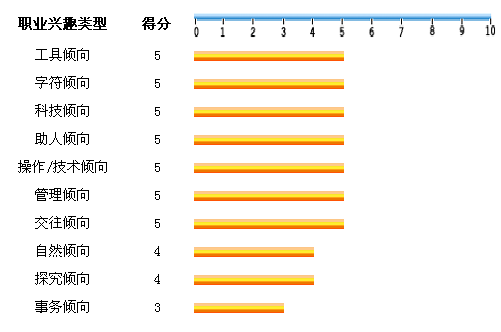 职业兴趣类型 得分 0 1 2 3 4 5 6 7 8 9 10
工具倾向 5
字符倾向 5
科技倾向 5
助人倾向 5
操作/技术倾向 5
管理倾向 5
交往倾向 5
自然倾向 4
探究倾向 4
事务倾向 3